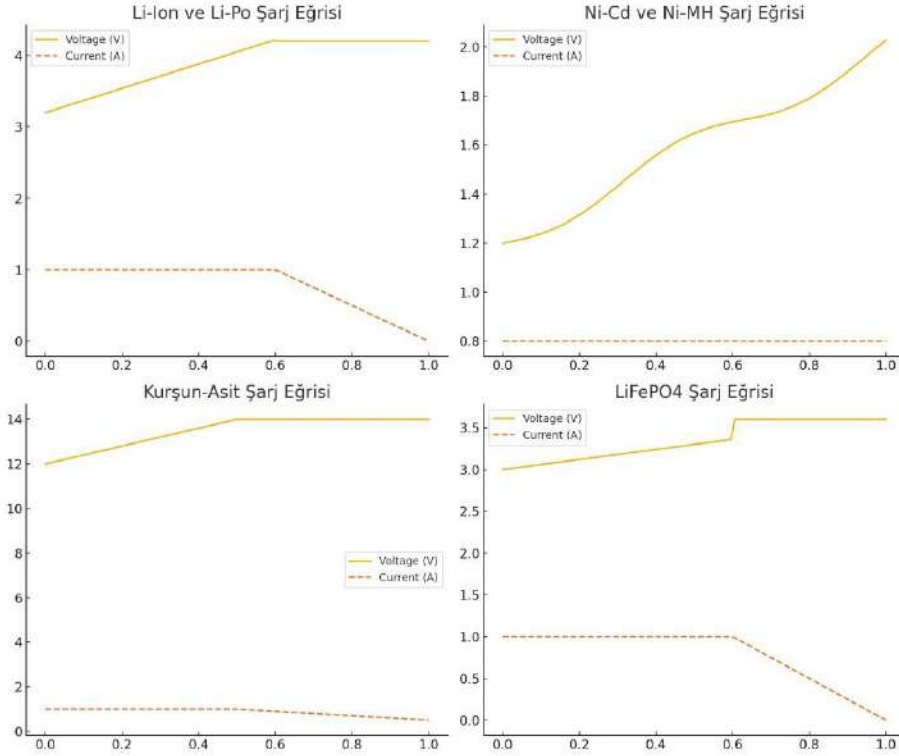 Li-Ion ve Li-Po Şarj Eğrisi
Voltage (V)
Current (A)
4
3
2
1
0
0.0 0.2 0.4 0.6 0.8 1.0
Ni-Cd ve Ni-MH Şarj Eğrisi
Voltage (V)
Current (A)
2.0
1.8
1.6
1.4
1.2
1.0
0.8
0.0 0.2 0.4 0.6 0.8 1.0
Kurşun-Asit Şarj Eğrisi
14
12
10
8
6
4
2
0
Voltage (V)
Current (A)
0.0 0.2 0.4 0.6 0.8 1.0
LiFePO4 Şarj Eğrisi
Voltage (V)
Current (A)
3.5
3.0
2.5
2.0
1.5
1.0
0.5
0.0
0.0 0.2 0.4 0.6 0.8 1.0